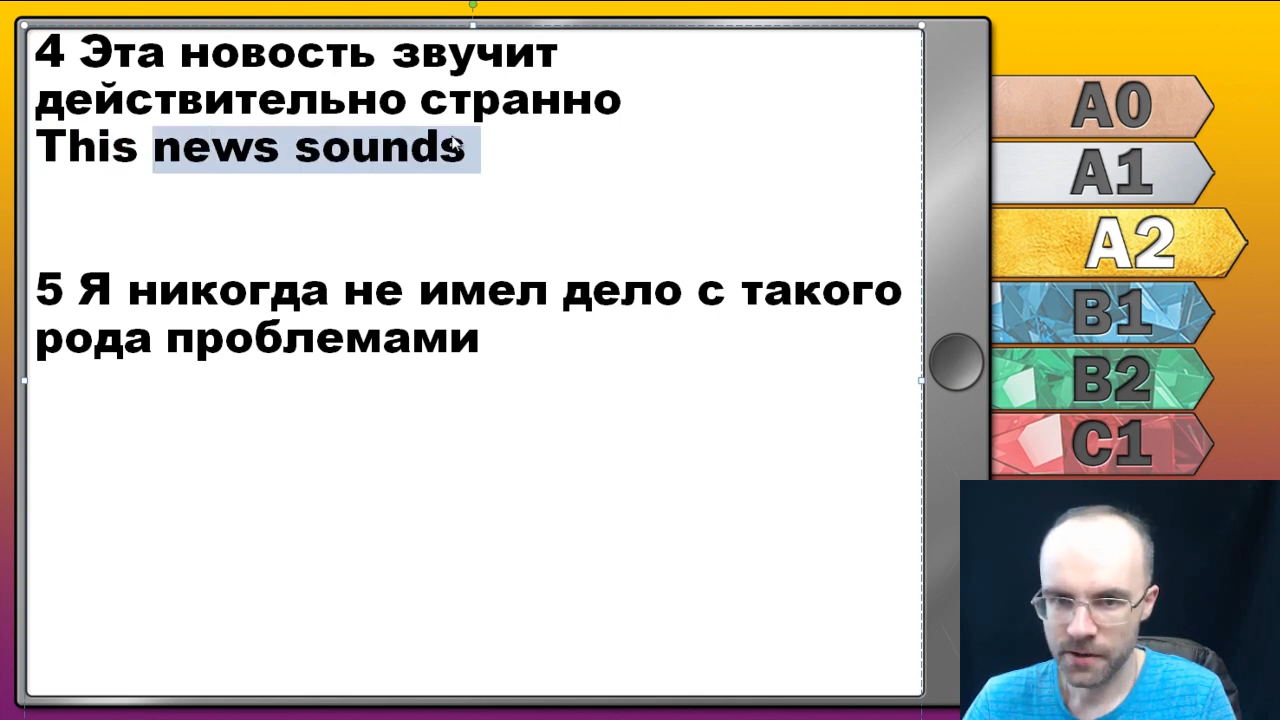 4 Эта новость звучит
действительно странно
This news sounds
5 Я никогда не имел дело с такого
рода проблемами
A0
A1
A2
B1
B2
C1